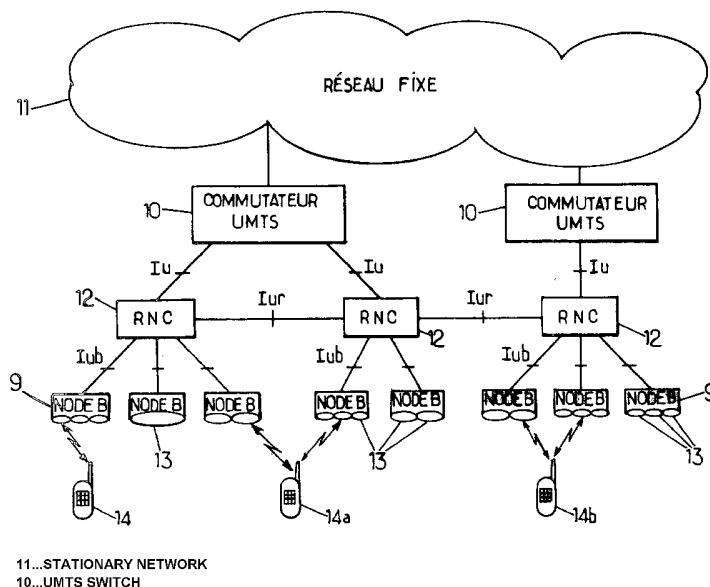 RÉSEAU FIXE
11
10
COMMUTATEUR
UMTS
10
COMMUTATEUR
UMTS
Iu
Iu
Iu
12
RNC
Iur
RNC
12
Iur
RNC
12
Iub
Iub
Iub
9
NODE B
NODE B
NODE B
NODE B
NODE B
NODE B
NODE B
NODE B
9
13
13
13
14
14a
14b
11...STATIONARY NETWORK
10...UMTS SWITCH